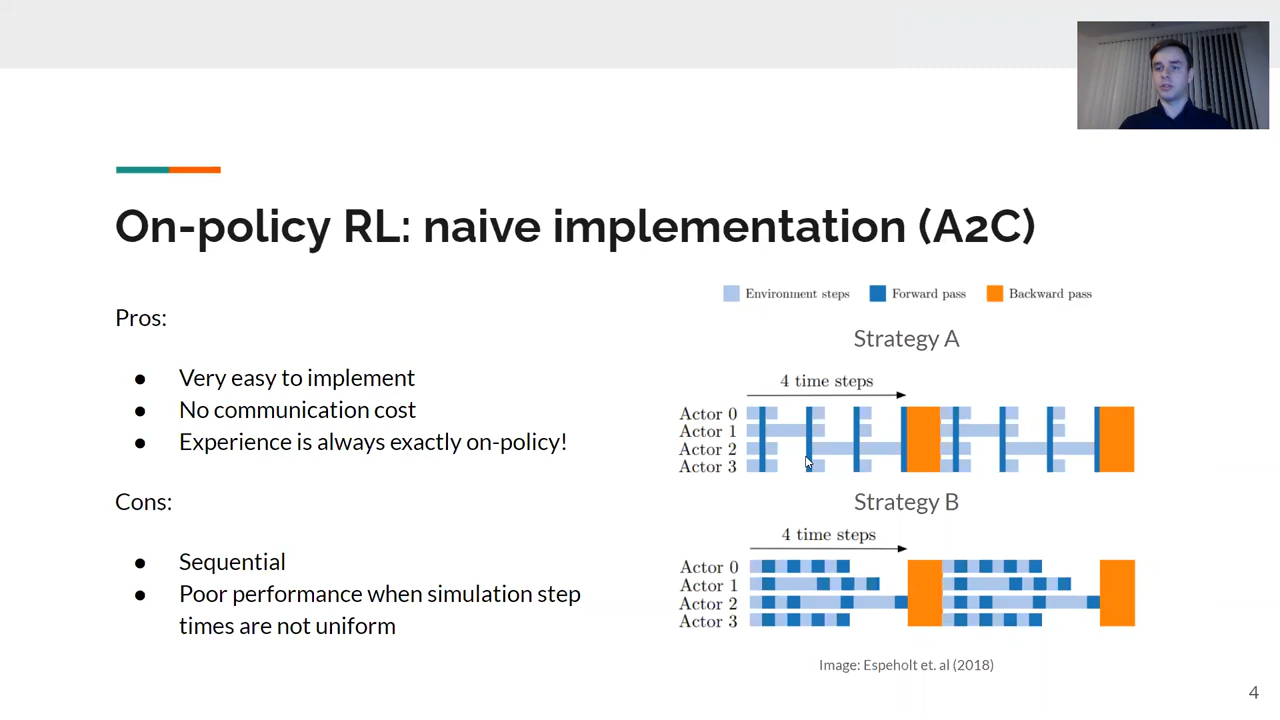 On-policy RL: naive implementation (A2C)
Pros:
● Very easy to implement
● No communication cost
● Experience is always exactly on-policy!
Cons:
● Sequential
● Poor performance when simulation step
times are not uniform
Environment steps Forward pass Backward pass
Strategy A
4 time steps
Actor 0
Actor 1
Actor 2
Actor 3
Strategy B
4 time steps
Actor 0
Actor 1
Actor 2
Actor 3
Image: Espeholt et. al (2018)
4